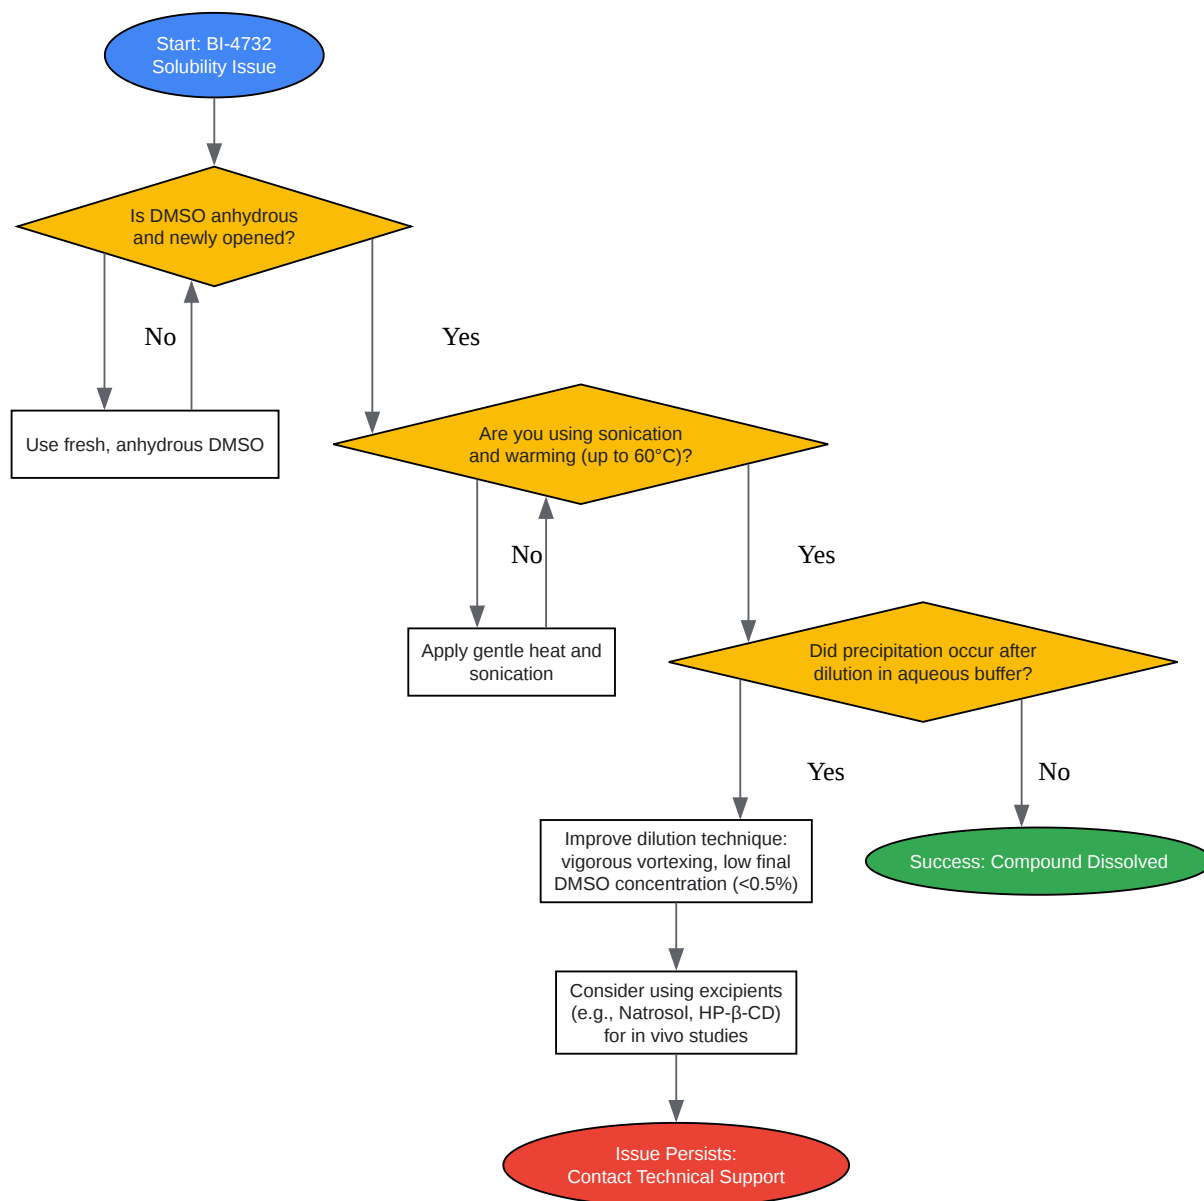 Start: BI-4732
Solubility Issue
Is DMSO anhydrous
and newly opened?
No
Yes
Use fresh, anhydrous DMSO
Are you using sonication
and warming (up to 60°C)?
No
Yes
Apply gentle heat and
sonication
Did precipitation occur after
dilution in aqueous buffer?
Yes
No
Improve dilution technique:
vigorous vortexing, low final
DMSO concentration (<0.5%)
Success: Compound Dissolved
Consider using excipients
(e.g., Natrosol, HP-β-CD)
for in vivo studies
Issue Persists:
Contact Technical Support